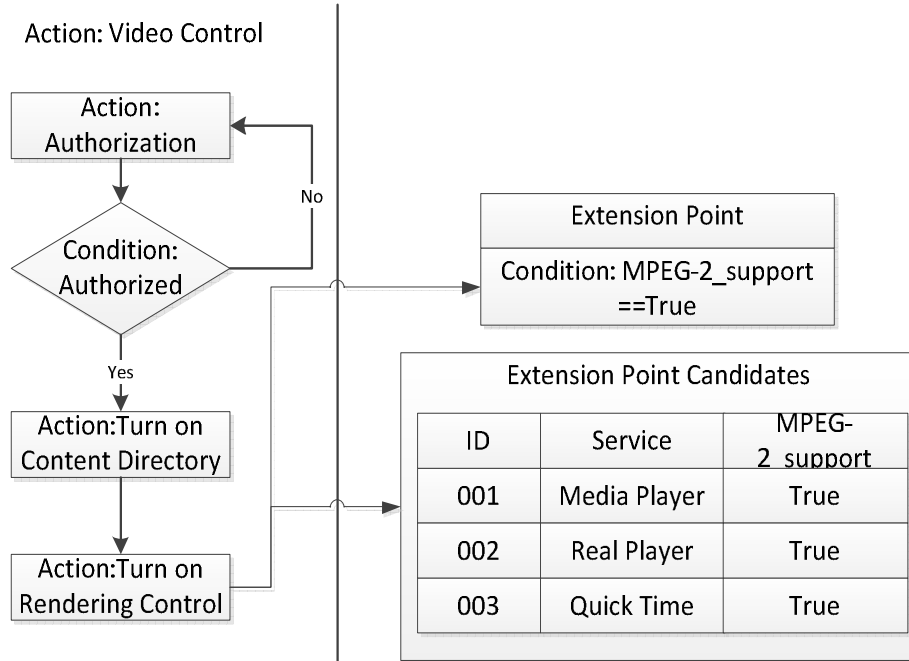 Action: Video Control
Action:
Authorization
No
Condition:
Authorized
Yes
Action:Turn on
Content Directory
Action:Turn on
Rendering Control
Extension Point
Condition: MPEG-2_support
==True
Extension Point Candidates
ID
Service
MPEG-
2_support
001
Media Player
True
002
Real Player
True
003
Quick Time
True